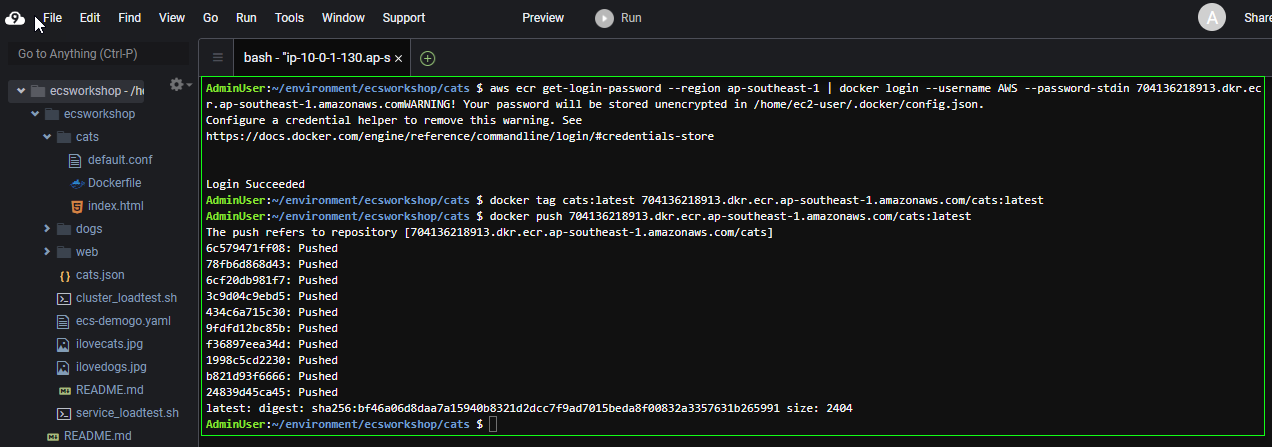 9 File Edit Find View Go Run Tools Window Support Preview Run A Share
Go to Anything (Ctrl-P)
bash - "ip-10-0-1-130.ap-s ×
ecsworkshop - /he
ecsworkshop
cats
default.conf
Dockerfile
index.html
dogs
web
cats.json
cluster_loadtest.sh
ecs-demogo.yaml
ilovecats.jpg
ilovedogs.jpg
README.md
service_loadtest.sh
README.md
AdminUser:~/environment/ecsworkshop/cats $ aws ecr get-login-password --region ap-southeast-1 | docker login --username AWS --password-stdin 704136218913.dkr.ec
r.ap-southeast-1.amazonaws.comWARNING! Your password will be stored unencrypted in /home/ec2-user/.docker/config.json.
Configure a credential helper to remove this warning. See
https://docs.docker.com/engine/reference/commandline/login/#credentials-store
Login Succeeded
AdminUser:~/environment/ecsworkshop/cats $ docker tag cats:latest 704136218913.dkr.ecr.ap-southeast-1.amazonaws.com/cats:latest
AdminUser:~/environment/ecsworkshop/cats $ docker push 704136218913.dkr.ecr.ap-southeast-1.amazonaws.com/cats:latest
The push refers to repository [704136218913.dkr.ecr.ap-southeast-1.amazonaws.com/cats]
6c579471ff08: Pushed
78fb6d868d43: Pushed
6cf20db981f7: Pushed
3c9d04c9ebd5: Pushed
434c6a715c30: Pushed
9fdfd12bc85b: Pushed
f36897eea34d: Pushed
1998c5cd2230: Pushed
b821d93f6666: Pushed
24839d45ca45: Pushed
latest: digest: sha256:bf46a06d8daa7a15940b8321d2dcc7f9ad7015beda8f00832a3357631b265991 size: 2404
AdminUser:~/environment/ecsworkshop/cats $